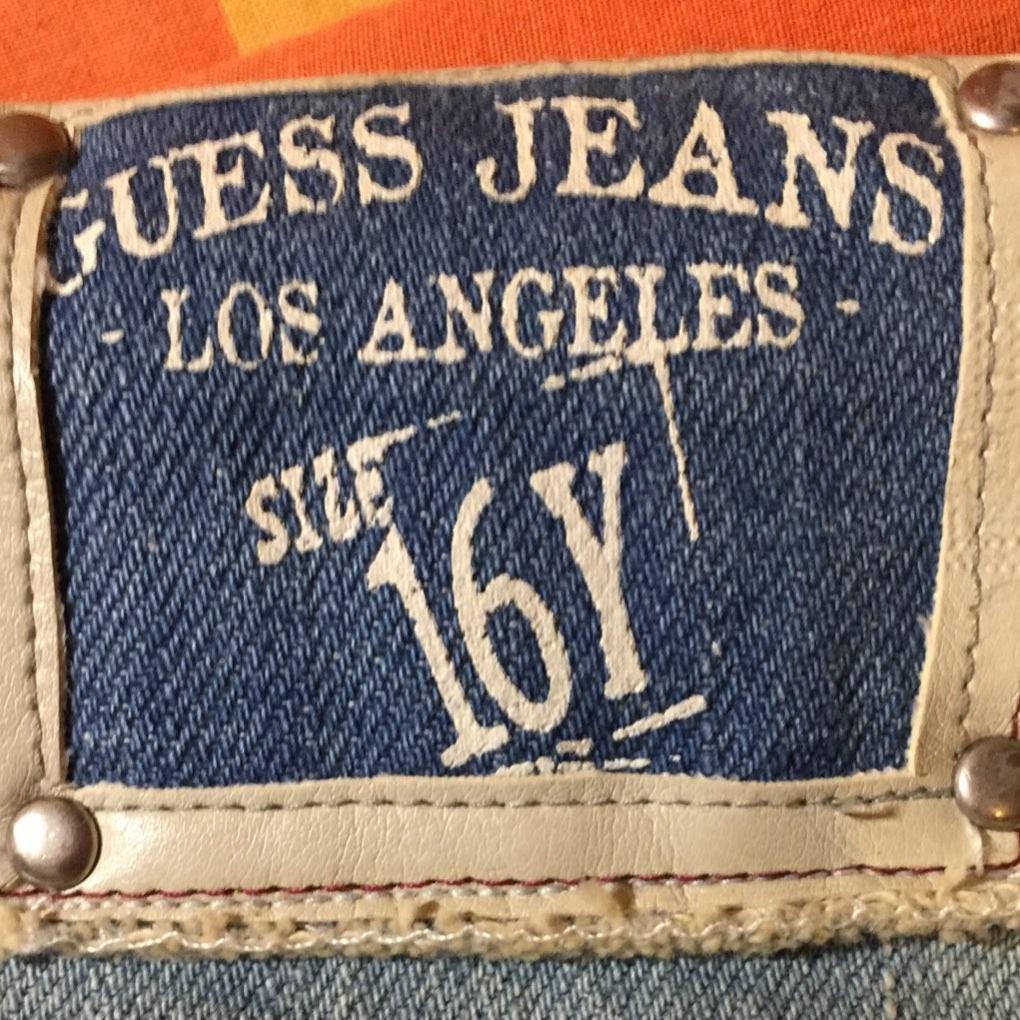 GUESS JEANS
- LOS ANGELES -
SIZE
16Y